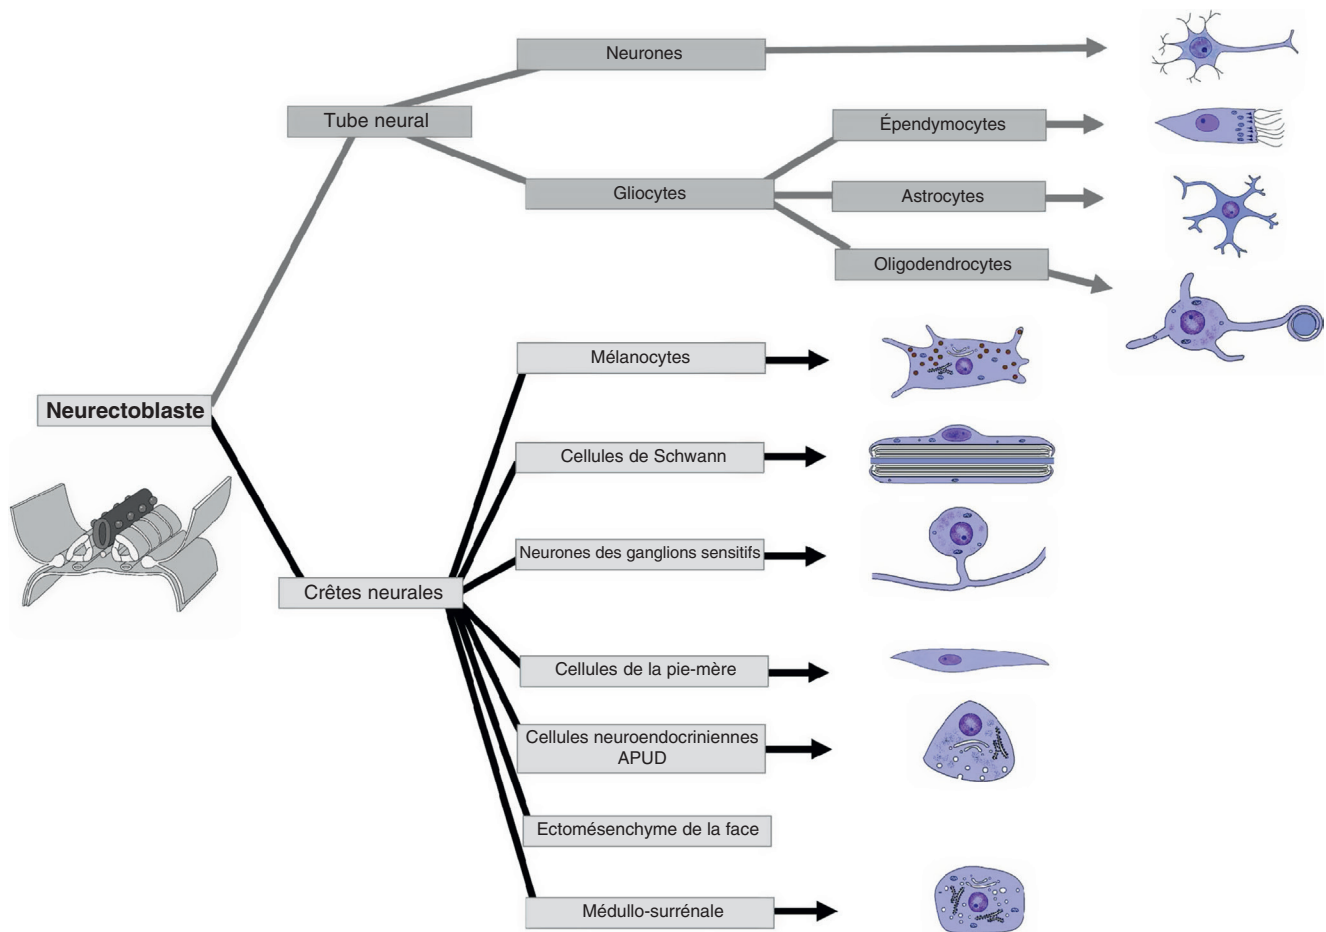 Neurones
Tube neural
Épendymocytes
Gliocytes
Astrocytes
Oligodendrocytes
Mélanocytes
Neurectoblaste
Cellules de Schwann
Neurones des ganglions sensitifs
Crêtes neurales
Cellules de la pie-mère
Cellules neuroendocriniennes
APUD
Ectomésenchyme de la face
Médullo-surrénale